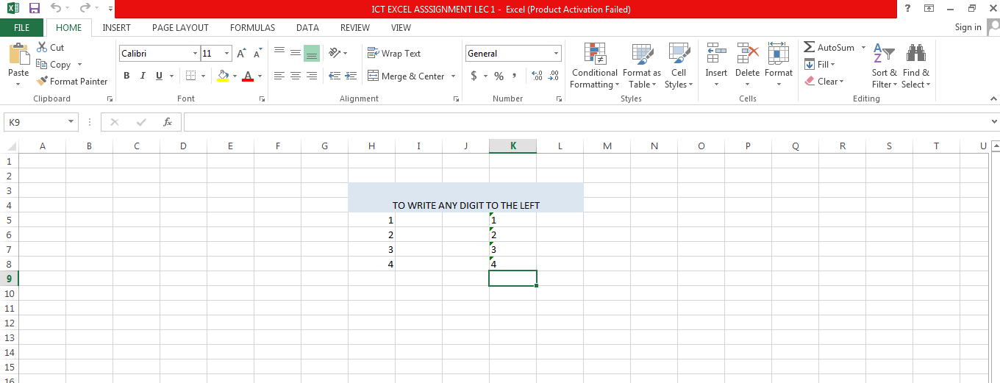 ICT EXCEL ASSSIGNMENT LEC 1 - Excel (Product Activation Failed)
?
FILE HOME INSERT PAGE LAYOUT FORMULAS DATA REVIEW VIEW Sign in
Paste
Cut
Copy
Format Painter
Clipboard
Calibri 11 A A
B I U A
Font
Wrap Text
Merge & Center
Alignment
General
$ % ,
Number
Conditional Formatting
Format as Table
Cell Styles
Styles
Insert Delete Format
Cells
AutoSum
Fill
Clear
Sort & Filter
Find & Select
Editing
K9 fx
A B C D E F G H I J K L M N O P Q R S T U
1
2
3
4 TO WRITE ANY DIGIT TO THE LEFT
5 1 1
6 2 2
7 3 3
8 4 4
9
10
11
12
13
14
15
16